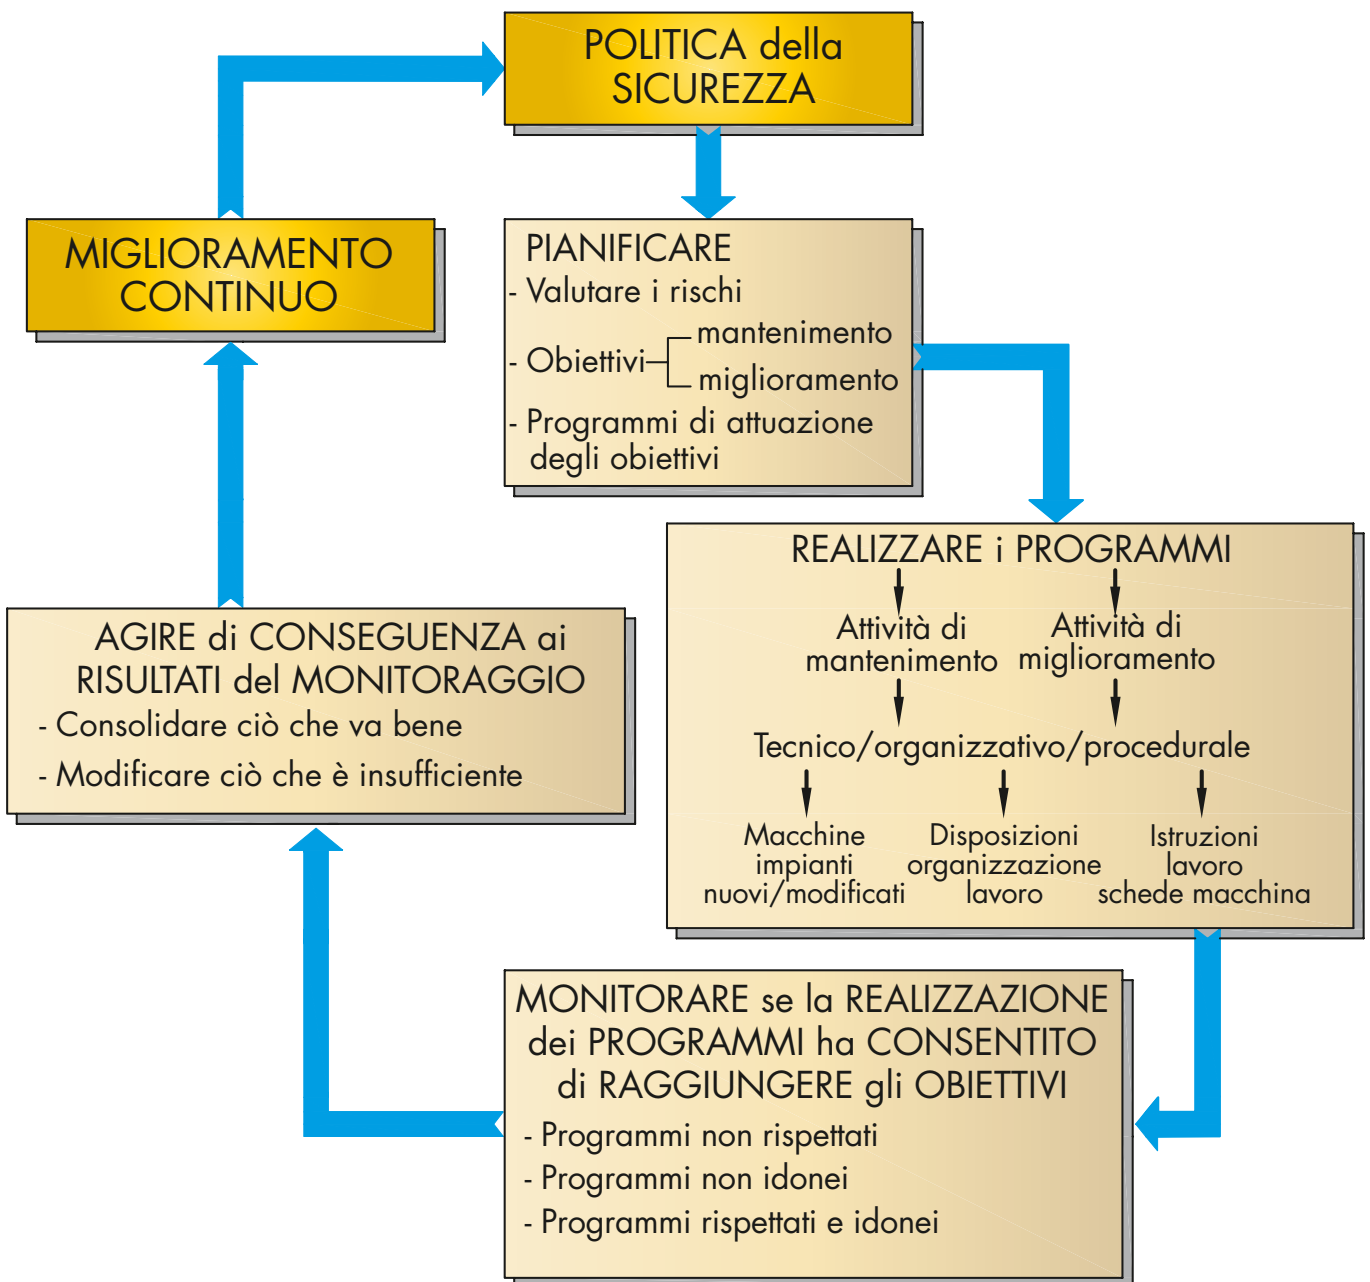 POLITICA della
SICUREZZA
MIGLIORAMENTO
CONTINUO
PIANIFICARE
- Valutare i rischi
- Obiettivi
mantenimento
miglioramento
- Programmi di attuazione
degli obiettivi
REALIZZARE i PROGRAMMI
Attività di
mantenimento
Attività di
miglioramento
Tecnico/organizzativo/procedurale
Macchine
impianti
nuovi/modificati
Disposizioni
organizzazione
lavoro
Istruzioni
lavoro
schede macchina
AGIRE di CONSEGUENZA ai
RISULTATI del MONITORAGGIO
- Consolidare ciò che va bene
- Modificare ciò che è insufficiente
MONITORARE se la REALIZZAZIONE
dei PROGRAMMI ha CONSENTITO
di RAGGIUNGERE gli OBIETTIVI
- Programmi non rispettati
- Programmi non idonei
- Programmi rispettati e idonei